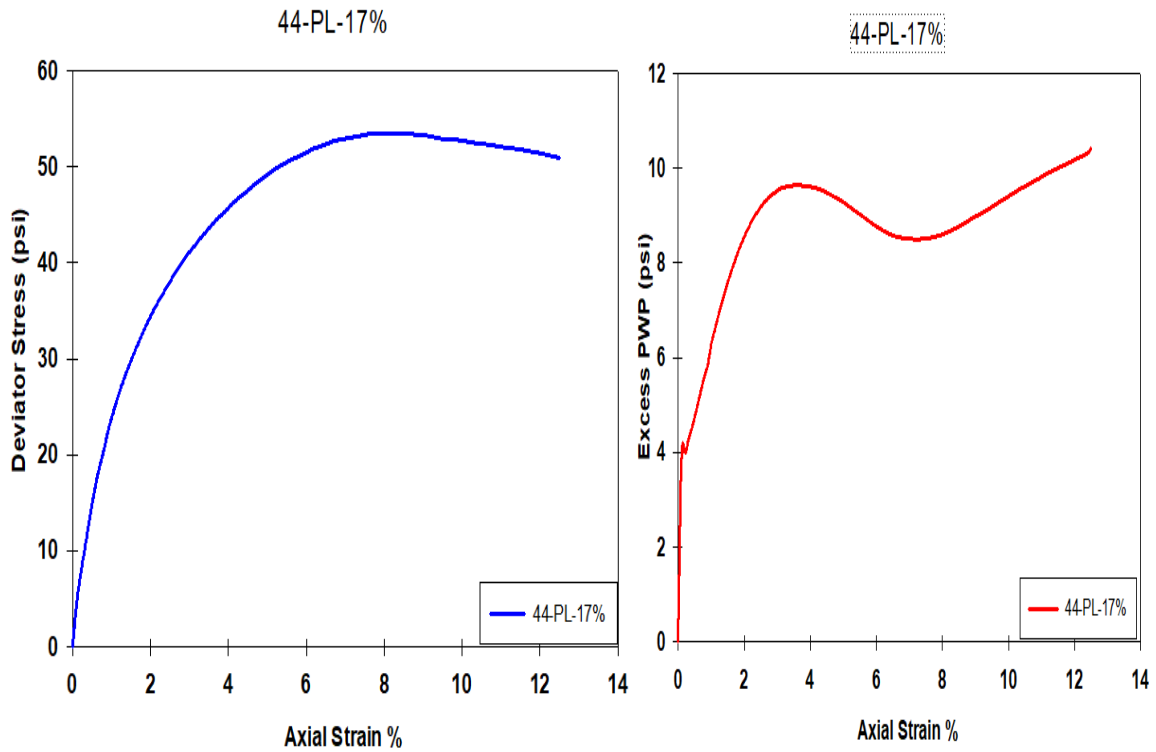 44-PL-17%
60
50
40
30
20
10
0
Deviator Stress (psi)
44-PL-17%
0 2 4 6 8 10 12 14
Axial Strain %
44-PL-17%
12
10
8
6
4
2
0
Excess PWP (psi)
44-PL-17%
0 2 4 6 8 10 12 14
Axial Strain %